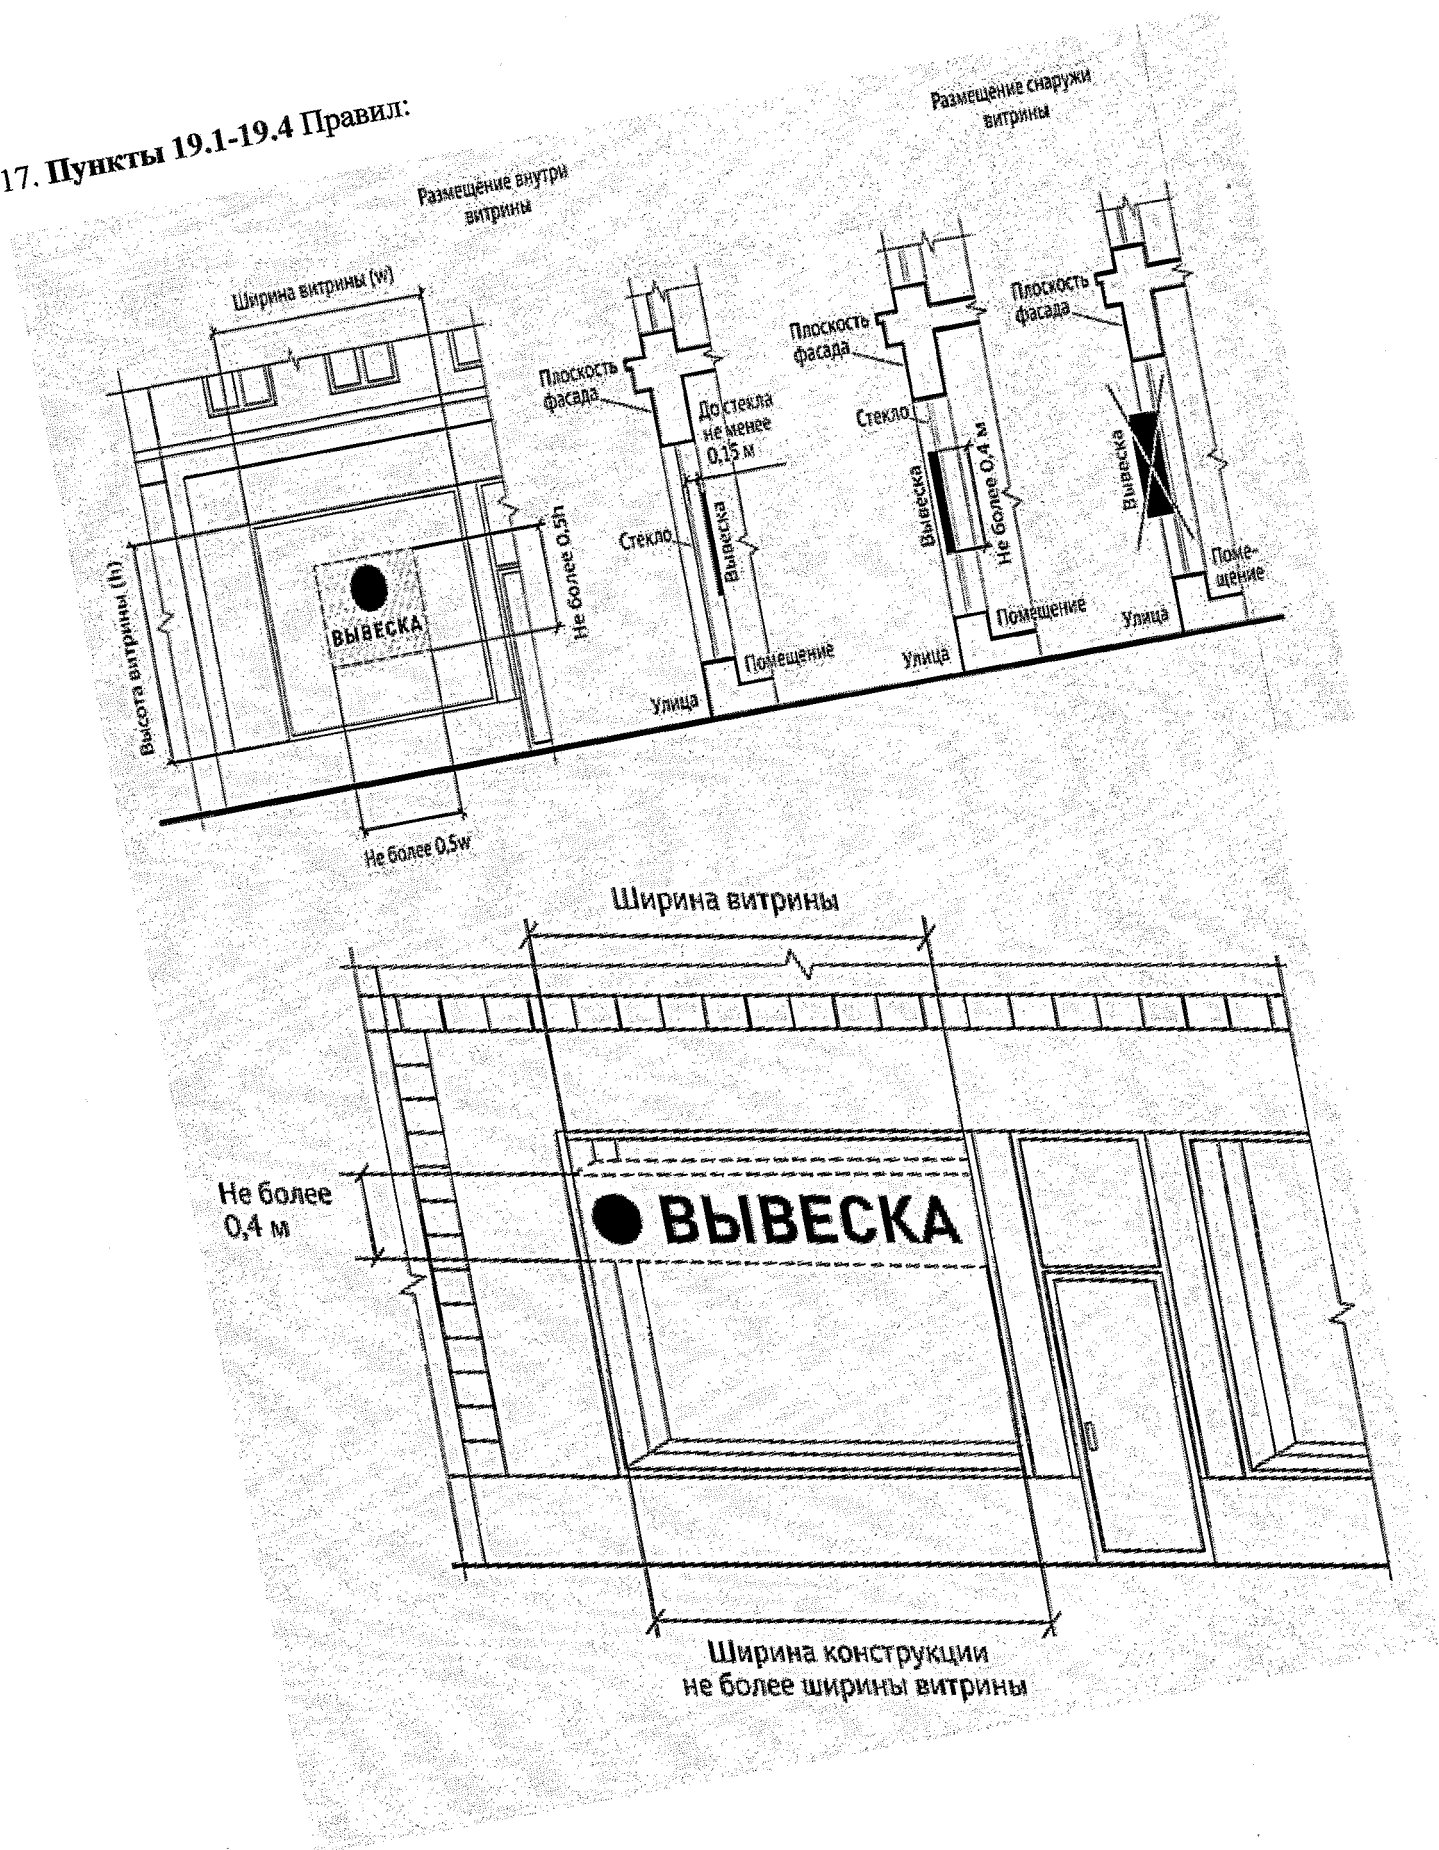 17. Пункты 19.1-19.4 Правил:
Размещение внутри
витрины
Размещение снаружи
витрины
Ширина витрины (w)
Высота витрины (h)
ВЫВЕСКА
Не более 0,5h
Не более 0,5w
Плоскость
фасада
До стекла
не менее
0,15 м
Стекло
Вывеска
Помещение
Улица
Плоскость
фасада
Стекло
Вывеска
Не более 0,4 м
Помещение
Улица
Плоскость
фасада
Вывеска
Поме-
щение
Улица
Ширина витрины
Не более
0,4 м
ВЫВЕСКА
Ширина конструкции
не более ширины витрины